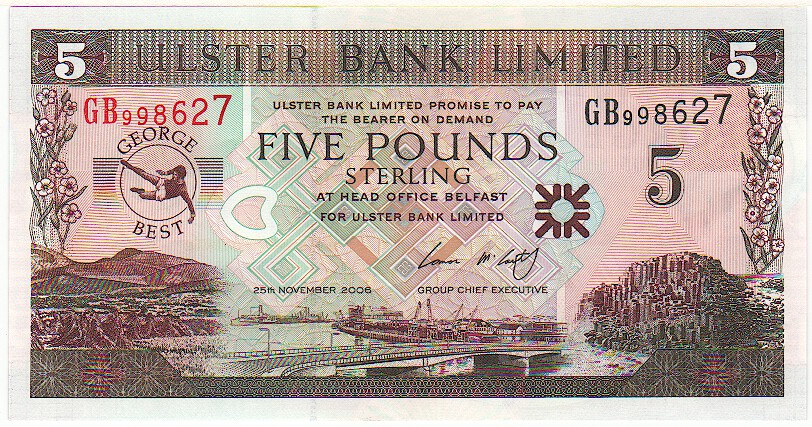 5 ULSTER BANK LIMITED 5
GB998627
GB998627
GEORGE
BEST
ULSTER BANK LIMITED PROMISE TO PAY
THE BEARER ON DEMAND
FIVE POUNDS
STERLING
AT HEAD OFFICE BELFAST
FOR ULSTER BANK LIMITED
5
25th NOVEMBER 2006
GROUP CHIEF EXECUTIVE